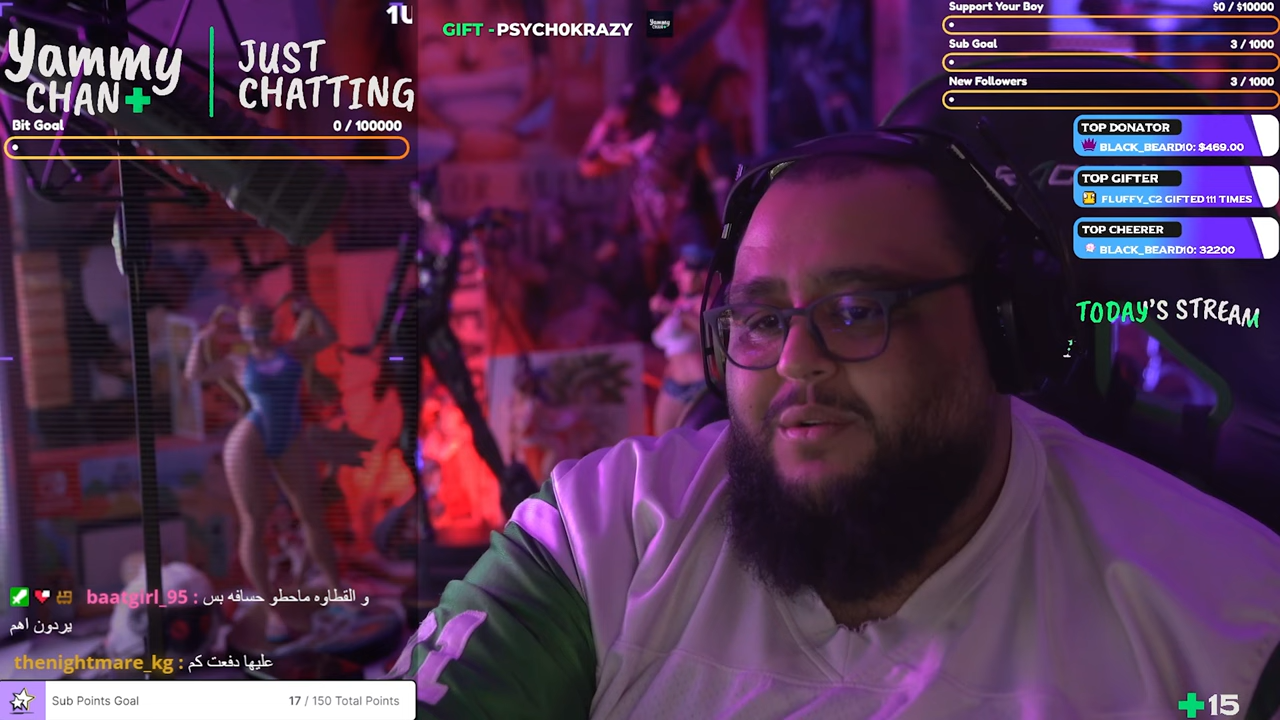 Yammy
CHAN+
JUST
CHATTING
Bit Goal 0 / 100000
GIFT - PSYCH0KRAZY
Support Your Boy $0 / $10000
Sub Goal 3 / 1000
New Followers 3 / 1000
TOP DONATOR
BLACK_BEARD10: $469.00
TOP GIFTER
FLUFFY_C2 GIFTED 111 TIMES
TOP CHEERER
BLACK_BEARD10: 32200
TODAY'S STREAM
baatgirl_95 : و القطاوه ماحطو حسافه بس
يردون اهم
thenightmare_kg : عليها دفعت كم
Sub Points Goal 17 / 150 Total Points
+15